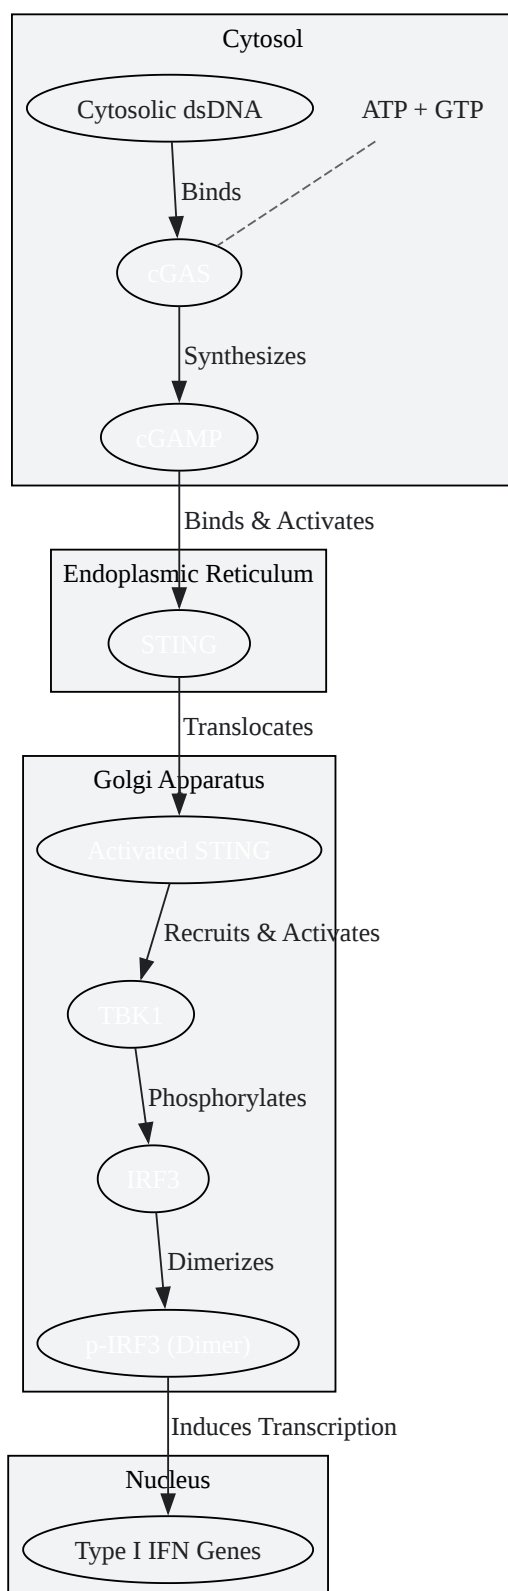 Cytosol
Cytosolic dsDNA
ATP + GTP
Binds
cGAS
Synthesizes
cGAMP
Binds & Activates
Endoplasmic Reticulum
STING
Translocates
Golgi Apparatus
Activated STING
Recruits & Activates
TBK1
Phosphorylates
IRF3
Dimerizes
p-IRF3 (Dimer)
Induces Transcription
Nucleus
Type I IFN Genes